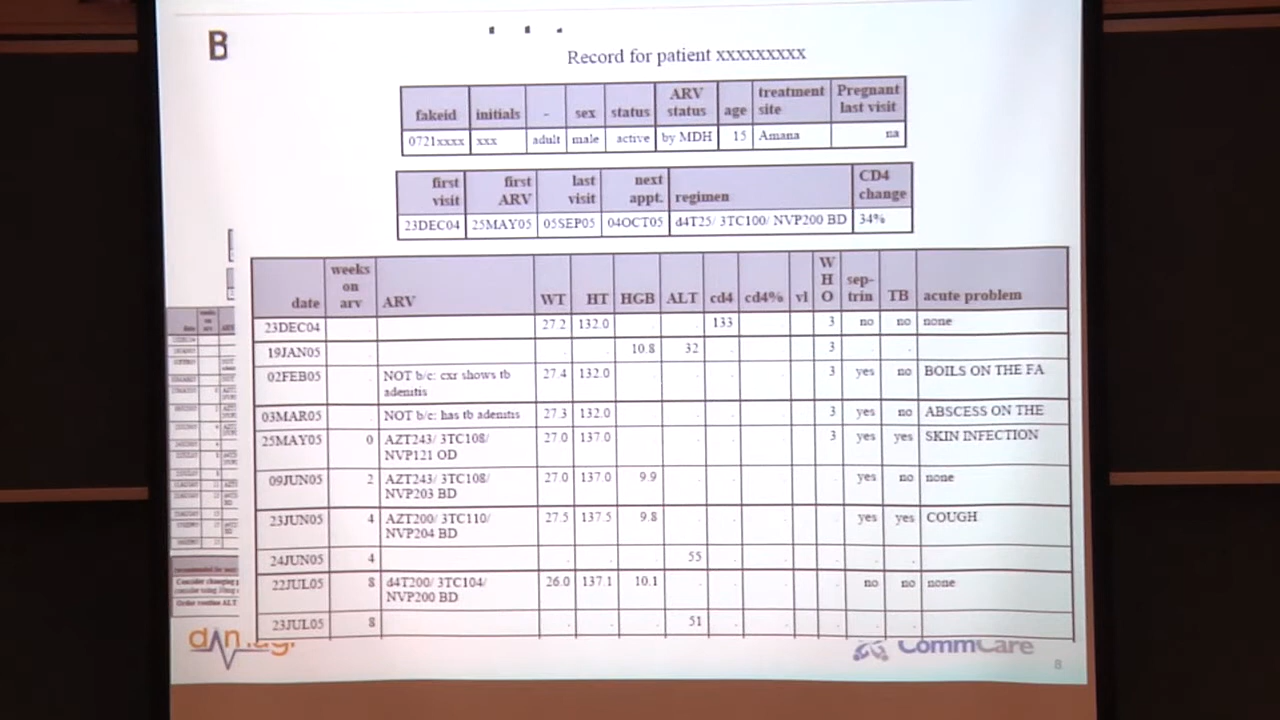 B
Record for patient xxxxxxxxx
fakeid initials - sex status ARV status age treatment site Pregnant last visit
0721xxxx xxx adult male active by MDH 15 Amana na
first visit first ARV last visit next appt. regimen CD4 change
23DEC04 25MAY05 05SEP05 04OCT05 d4T25/ 3TC100/ NVP200 BD 34%
date weeks on arv ARV WT HT HGB ALT cd4 cd4% vl WHO sep-trin TB acute problem
23DEC04 . 27.2 132.0 . . 133 . . 3 no no none
19JAN05 . . . 10.8 32 . . . 3 .
02FEB05 . NOT b/c: cxr shows tb adenitis 27.4 132.0 . . . . . 3 yes no BOILS ON THE FA
03MAR05 . NOT b/c: has tb adenitis 27.3 132.0 . . . . . 3 yes no ABSCESS ON THE
25MAY05 0 AZT243/ 3TC108/ NVP121 OD 27.0 137.0 . . . . . 3 yes yes SKIN INFECTION
09JUN05 2 AZT243/ 3TC108/ NVP203 BD 27.0 137.0 9.9 . . . . . yes no none
23JUN05 4 AZT200/ 3TC110/ NVP204 BD 27.5 137.5 9.8 . . . . . yes yes COUGH
24JUN05 4 . . . 55 . . . . . .
22JUL05 8 d4T200/ 3TC104/ NVP200 BD 26.0 137.1 10.1 . . . . . no no none
23JUL05 8 . . . 51 . . . . . .
Consider changing
Order routine ALT
CommCare
8